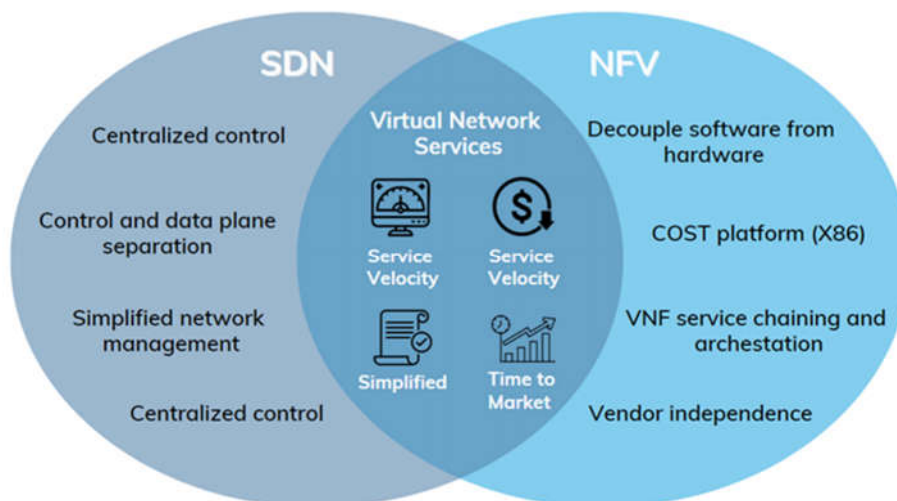 SDN
NFV
Centralized control
Control and data plane
separation
Simplified network
management
Centralized control
Virtual Network
Services
Service
Velocity
Service
Velocity
Simplified
Time to
Market
Decouple software from
hardware
COST platform (X86)
VNF service chaining and
archestation
Vendor independence